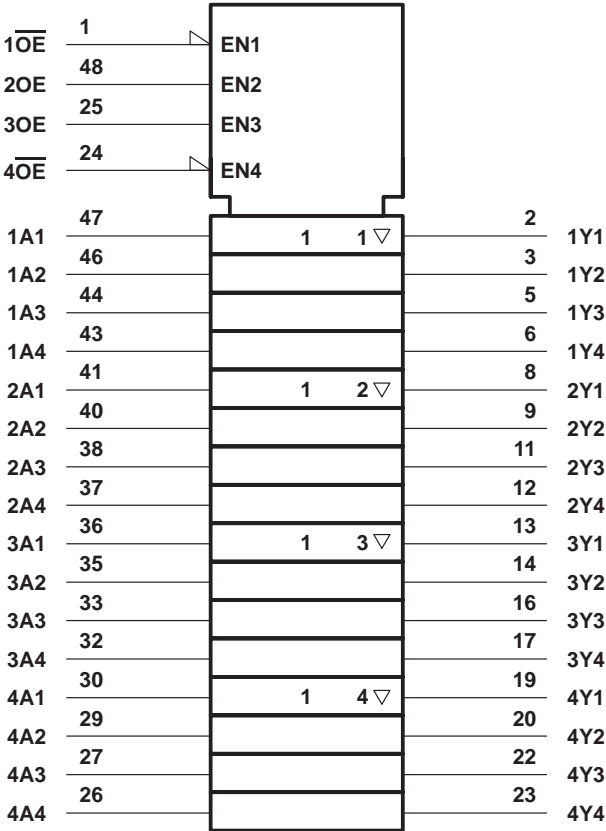 1O̅E̅ 1 EN1
2OE 48 EN2
3OE 25 EN3
4O̅E̅ 24 EN4
1A1 47 1 1 ▽ 2 1Y1
1A2 46 3 1Y2
1A3 44 5 1Y3
1A4 43 6 1Y4
2A1 41 1 2 ▽ 8 2Y1
2A2 40 9 2Y2
2A3 38 11 2Y3
2A4 37 12 2Y4
3A1 36 1 3 ▽ 13 3Y1
3A2 35 14 3Y2
3A3 33 16 3Y3
3A4 32 17 3Y4
4A1 30 1 4 ▽ 19 4Y1
4A2 29 20 4Y2
4A3 27 22 4Y3
4A4 26 23 4Y4